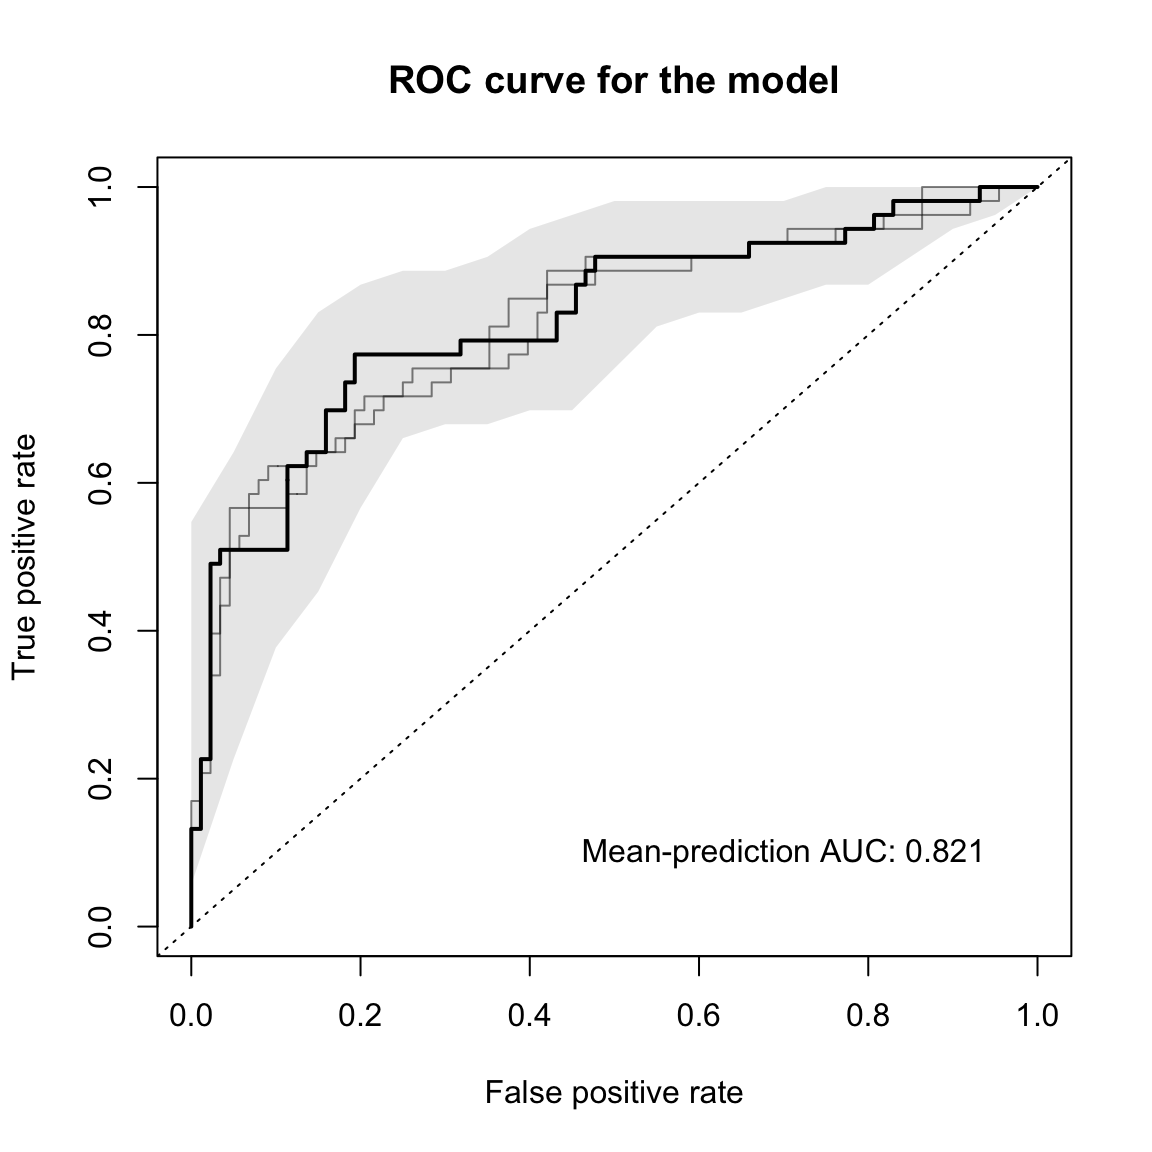 ROC curve for the model
True positive rate
1.0
0.8
0.6
0.4
0.2
0.0
Mean-prediction AUC: 0.821
0.0 0.2 0.4 0.6 0.8 1.0
False positive rate